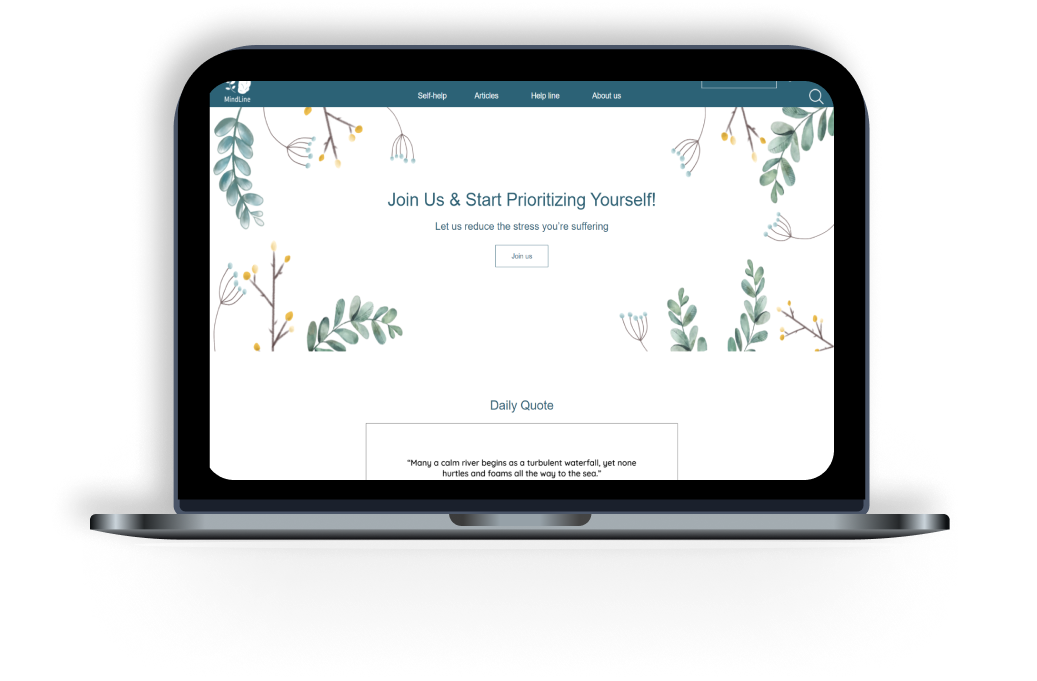 MindLine
Self-help Articles Help line About us
Join Us & Start Prioritizing Yourself!
Let us reduce the stress you're suffering
Join us
Daily Quote
“Many a calm river begins as a turbulent waterfall, yet none
hurtles and foams all the way to the sea.”